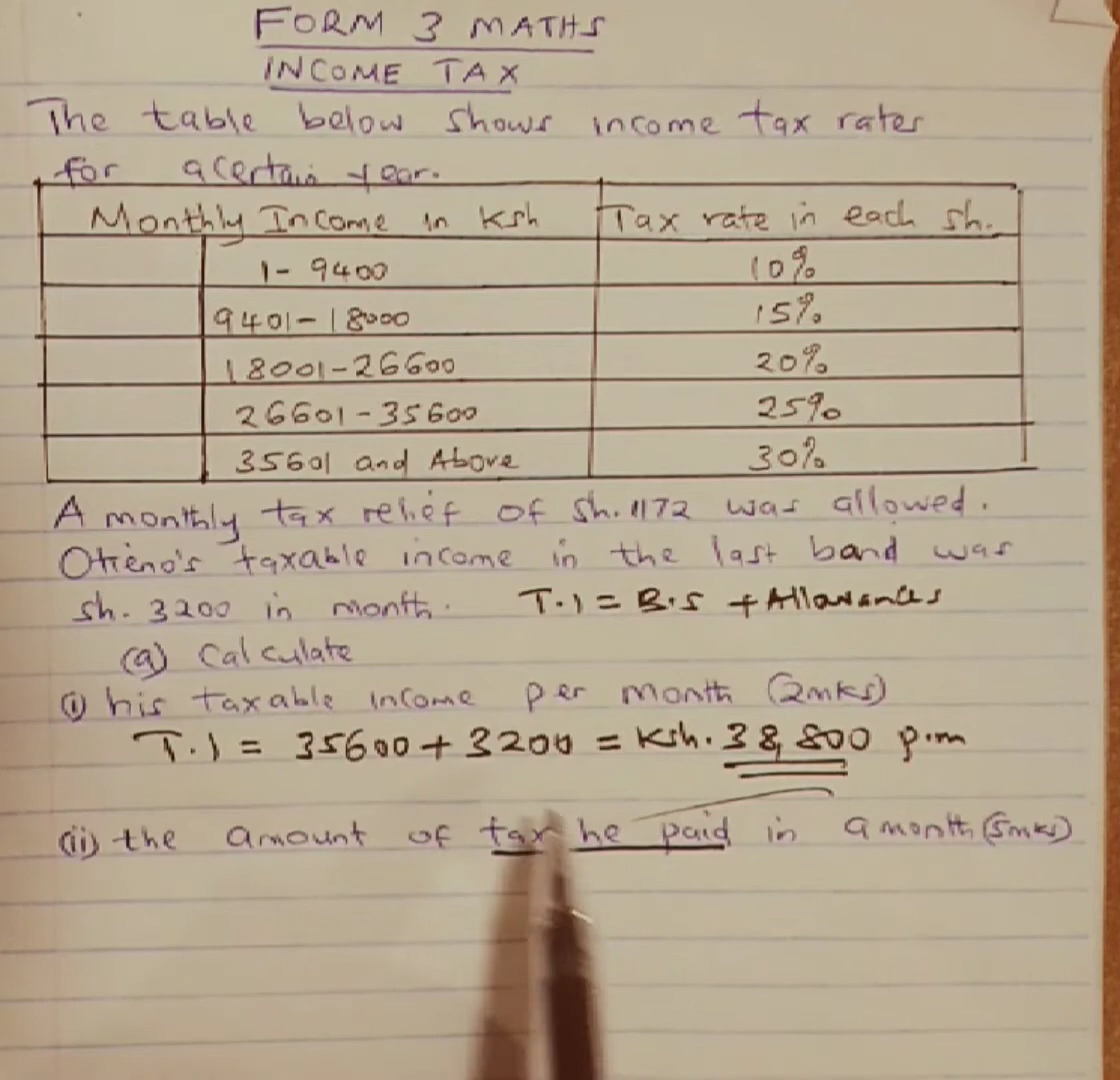 FORM 3 MATHS
INCOME TAX
The table below shows income tax rates
for a certain year.
Monthly Income in Ksh Tax rate in each sh.
1 - 9400 10%
9401 - 18000 15%
18001 - 26600 20%
26601 - 35600 25%
35601 and Above 30%
A monthly tax relief of sh. 1172 was allowed.
Otieno's taxable income in the last band was
sh. 3200 in month. T.I = B.S + Allowances
(a) Calculate
(i) his taxable income per month (2mks)
T.I = 35600 + 3200 = Ksh. 38,800 p.m
(ii) the amount of tax he paid in a month (5mks)